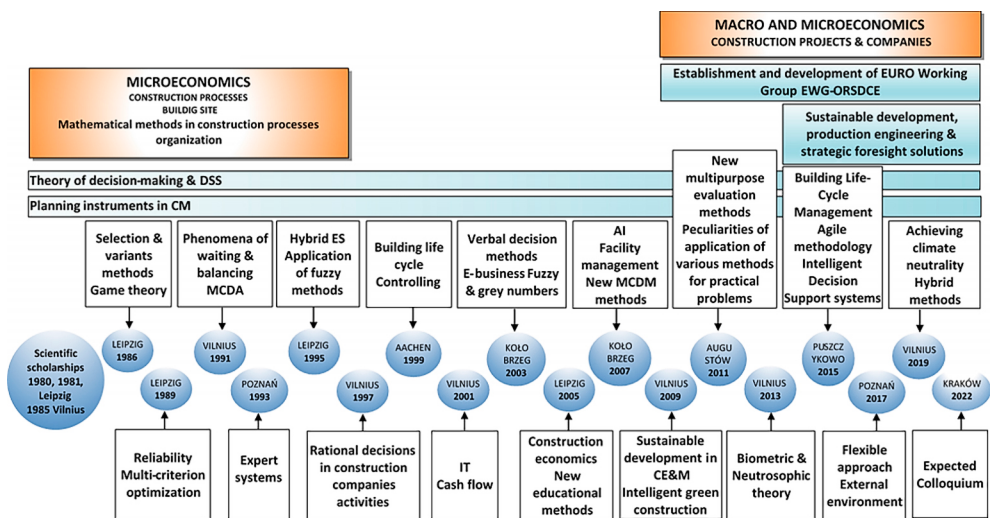 MACRO AND MICROECONOMICS
CONSTRUCTION PROJECTS & COMPANIES
MICROECONOMICS
CONSTRUCTION PROCESSES
BUILDIG SITE
Mathematical methods in construction processes
organization
Establishment and development of EURO Working
Group EWG-ORSDCE
Sustainable development,
production engineering &
strategic foresight solutions
Theory of decision-making & DSS
Planning instruments in CM
Selection &
variants
methods
Game theory
Phenomena of
waiting &
balancing
MCDA
Hybrid ES
Application
of fuzzy
methods
Building life
cycle
Controlling
Verbal decision
methods
E-business Fuzzy
& grey numbers
AI
Facility
management
New MCDM
methods
New
multipurpose
evaluation
methods
Peculiarities of
application of
various methods
for practical
problems
Building Life-
Cycle
Management
Agile
methodology
Intelligent
Decision
Support systems
Achieving
climate
neutrality
Hybrid
methods
Scientific
scholarships
1980, 1981,
Leipzig
1985 Vilnius
LEIPZIG
1986
LEIPZIG
1989
VILNIUS
1991
POZNAŃ
1993
LEIPZIG
1995
VILNIUS
1997
AACHEN
1999
VILNIUS
2001
KOŁO
BRZEG
2003
LEIPZIG
2005
KOŁO
BRZEG
2007
VILNIUS
2009
AUGU
STÓW
2011
VILNIUS
2013
PUSZCZ
YKOWO
2015
POZNAŃ
2017
VILNIUS
2019
KRAKÓW
2022
Reliability
Multi-criterion
optimization
Expert
systems
Rational decisions
in construction
companies
activities
IT
Cash flow
Construction
economics
New
educational
methods
Sustainable
development in
CE&M
Intelligent green
construction
Biometric &
Neutrosophic
theory
Flexible
approach
External
environment
Expected
Colloquium